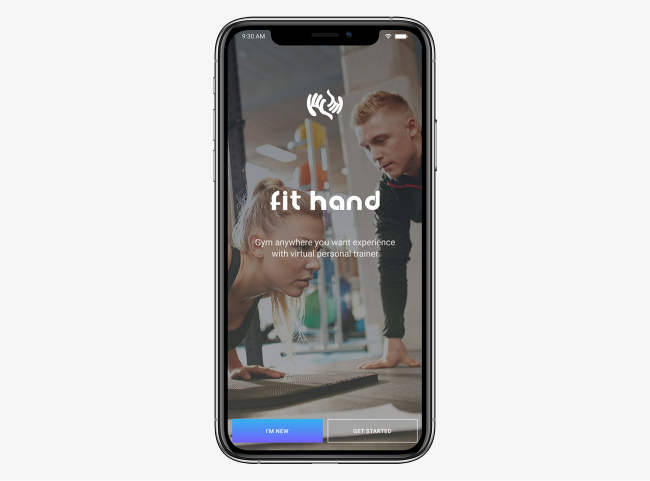 9:30 AM
fit hand
Gym anywhere you want experience
with virtual personal trainer
I'M NEW
GET STARTED